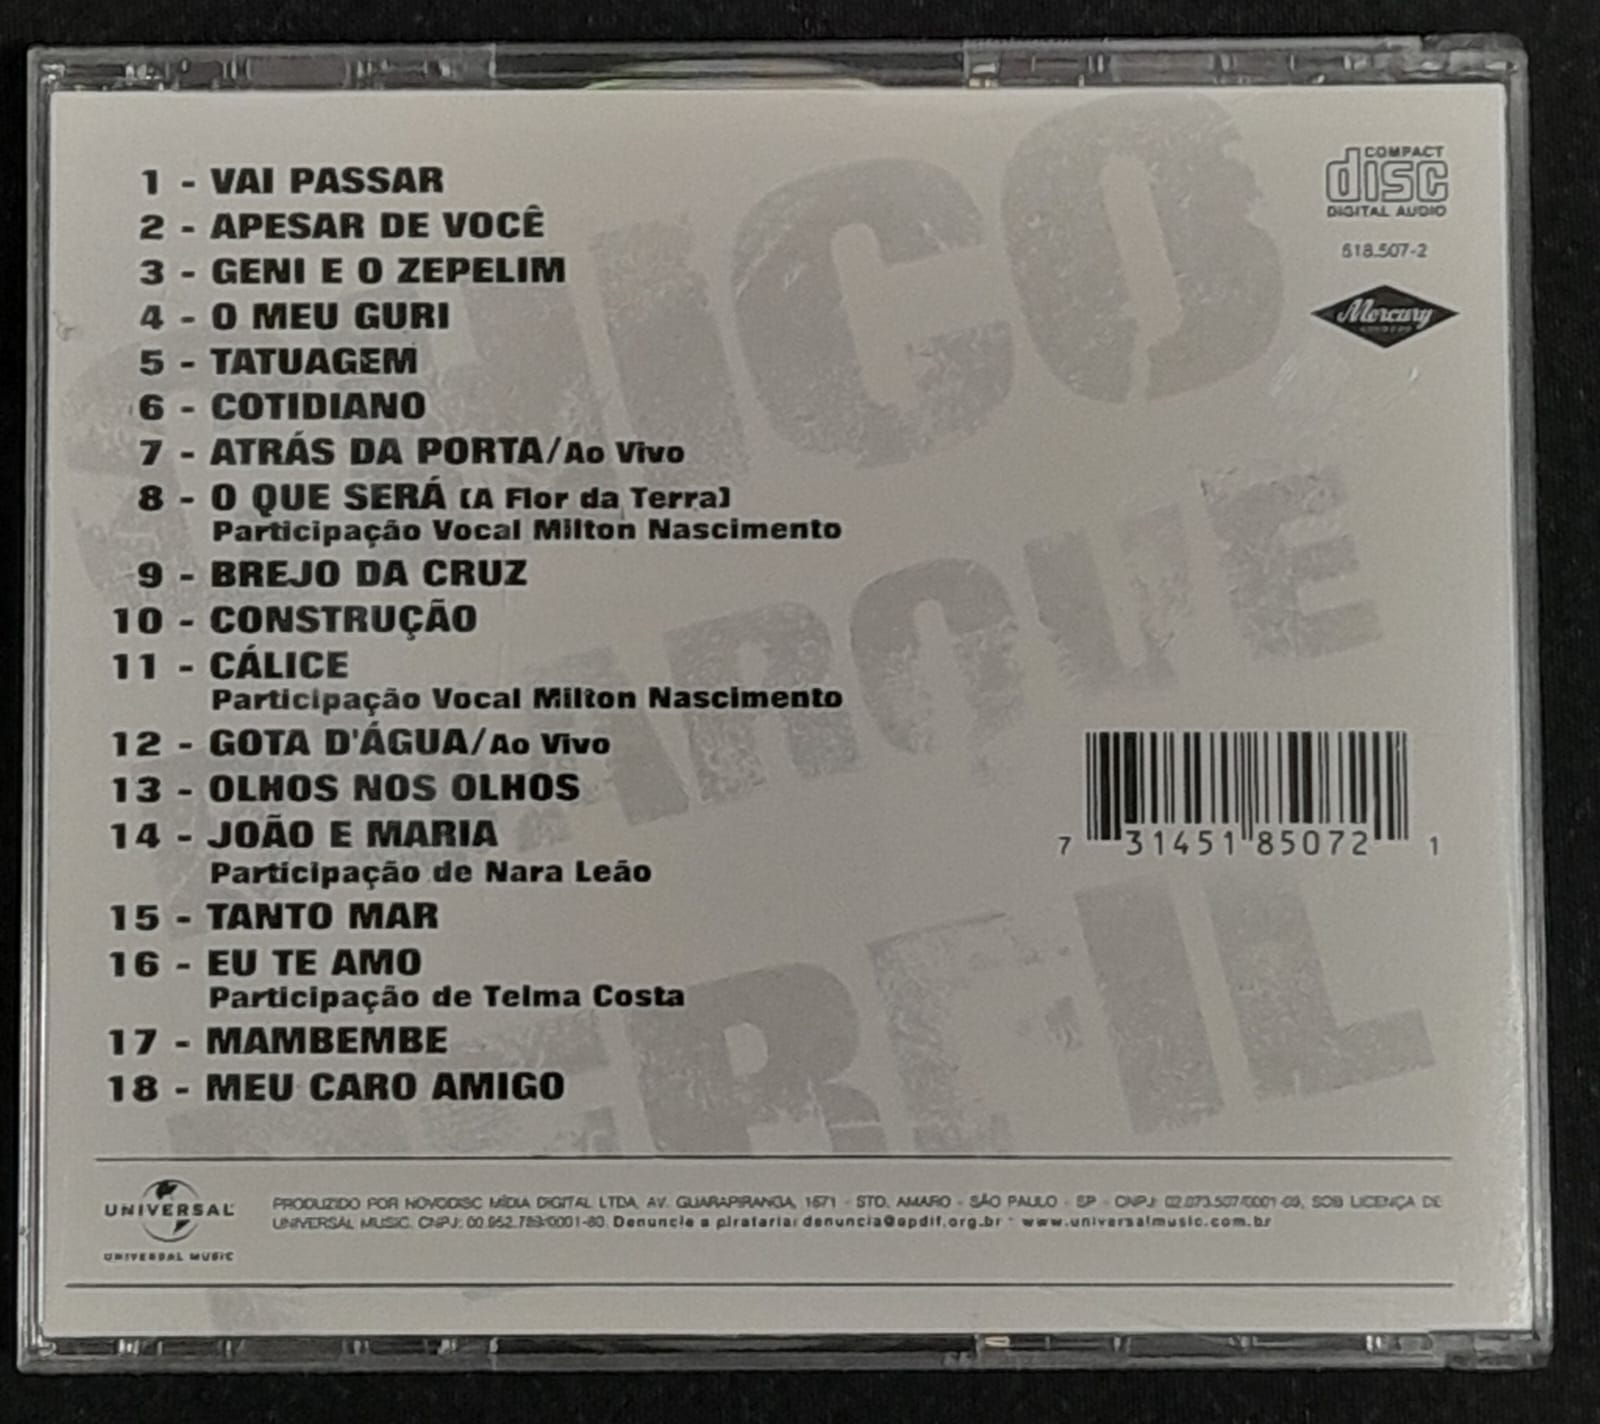 CHICO
BUARQUE
PERFIL
1 - VAI PASSAR
2 - APESAR DE VOCÊ
3 - GENI E O ZEPELIM
4 - O MEU GURI
5 - TATUAGEM
6 - COTIDIANO
7 - ATRÁS DA PORTA/Ao Vivo
8 - O QUE SERÁ (A Flor da Terra)
Participação Vocal Milton Nascimento
9 - BREJO DA CRUZ
10 - CONSTRUÇÃO
11 - CÁLICE
Participação Vocal Milton Nascimento
12 - GOTA D'ÁGUA/Ao Vivo
13 - OLHOS NOS OLHOS
14 - JOÃO E MARIA
Participação de Nara Leão
15 - TANTO MAR
16 - EU TE AMO
Participação de Telma Costa
17 - MAMBEMBE
18 - MEU CARO AMIGO
COMPACT
disc
DIGITAL AUDIO
518.507-2
Mercury
7 31451 85072 1
UNIVERSAL
UNIVERSAL MUSIC
PRODUZIDO POR NOVODISC MÍDIA DIGITAL LTDA, AV. GUARAPIRANGA, 1671 - STO. AMARO - SÃO PAULO - SP - CNPJ: 02.073.507/0001-09, SOB LICENÇA DE
UNIVERSAL MUSIC. CNPJ: 00.952.789/0001-80. Denuncie a pirataria: denuncia@apdif.org.br - www.universalmusic.com.br